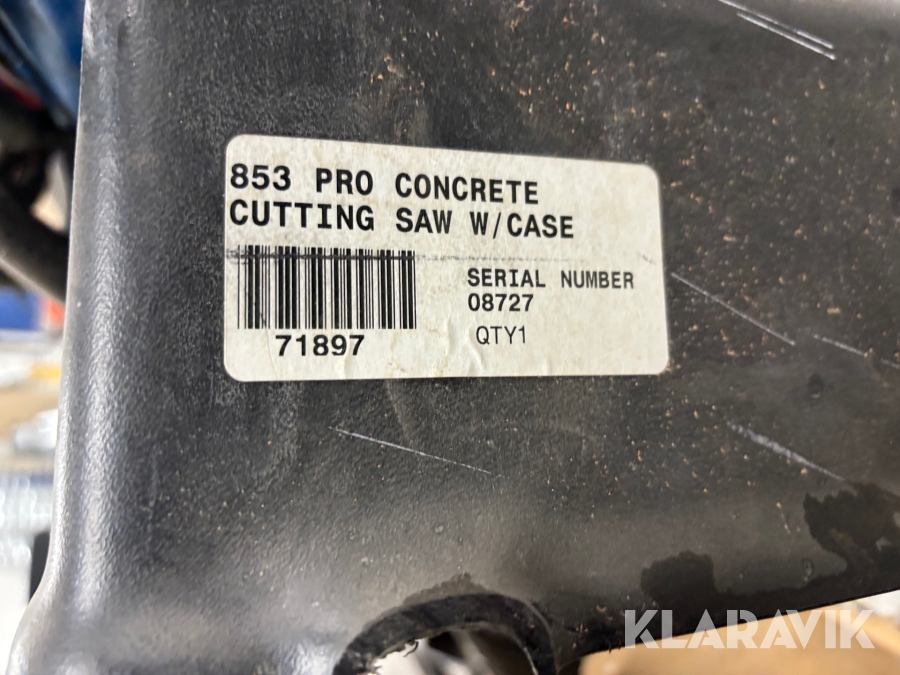 853 PRO CONCRETE
CUTTING SAW W/CASE
SERIAL NUMBER
08727
71897
QTY1
KLARAVIK